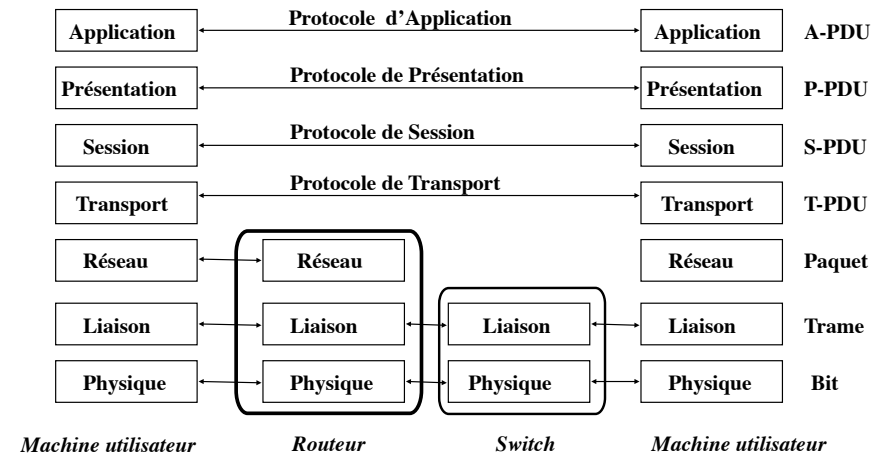 Protocole d’Application
Application Application A-PDU
Protocole de Présentation
Présentation Présentation P-PDU
Protocole de Session
Session Session S-PDU
Protocole de Transport
Transport Transport T-PDU
Réseau Réseau Réseau Paquet
Liaison Liaison Liaison Liaison Trame
Physique Physique Physique Physique Bit
Machine utilisateur Routeur Switch Machine utilisateur